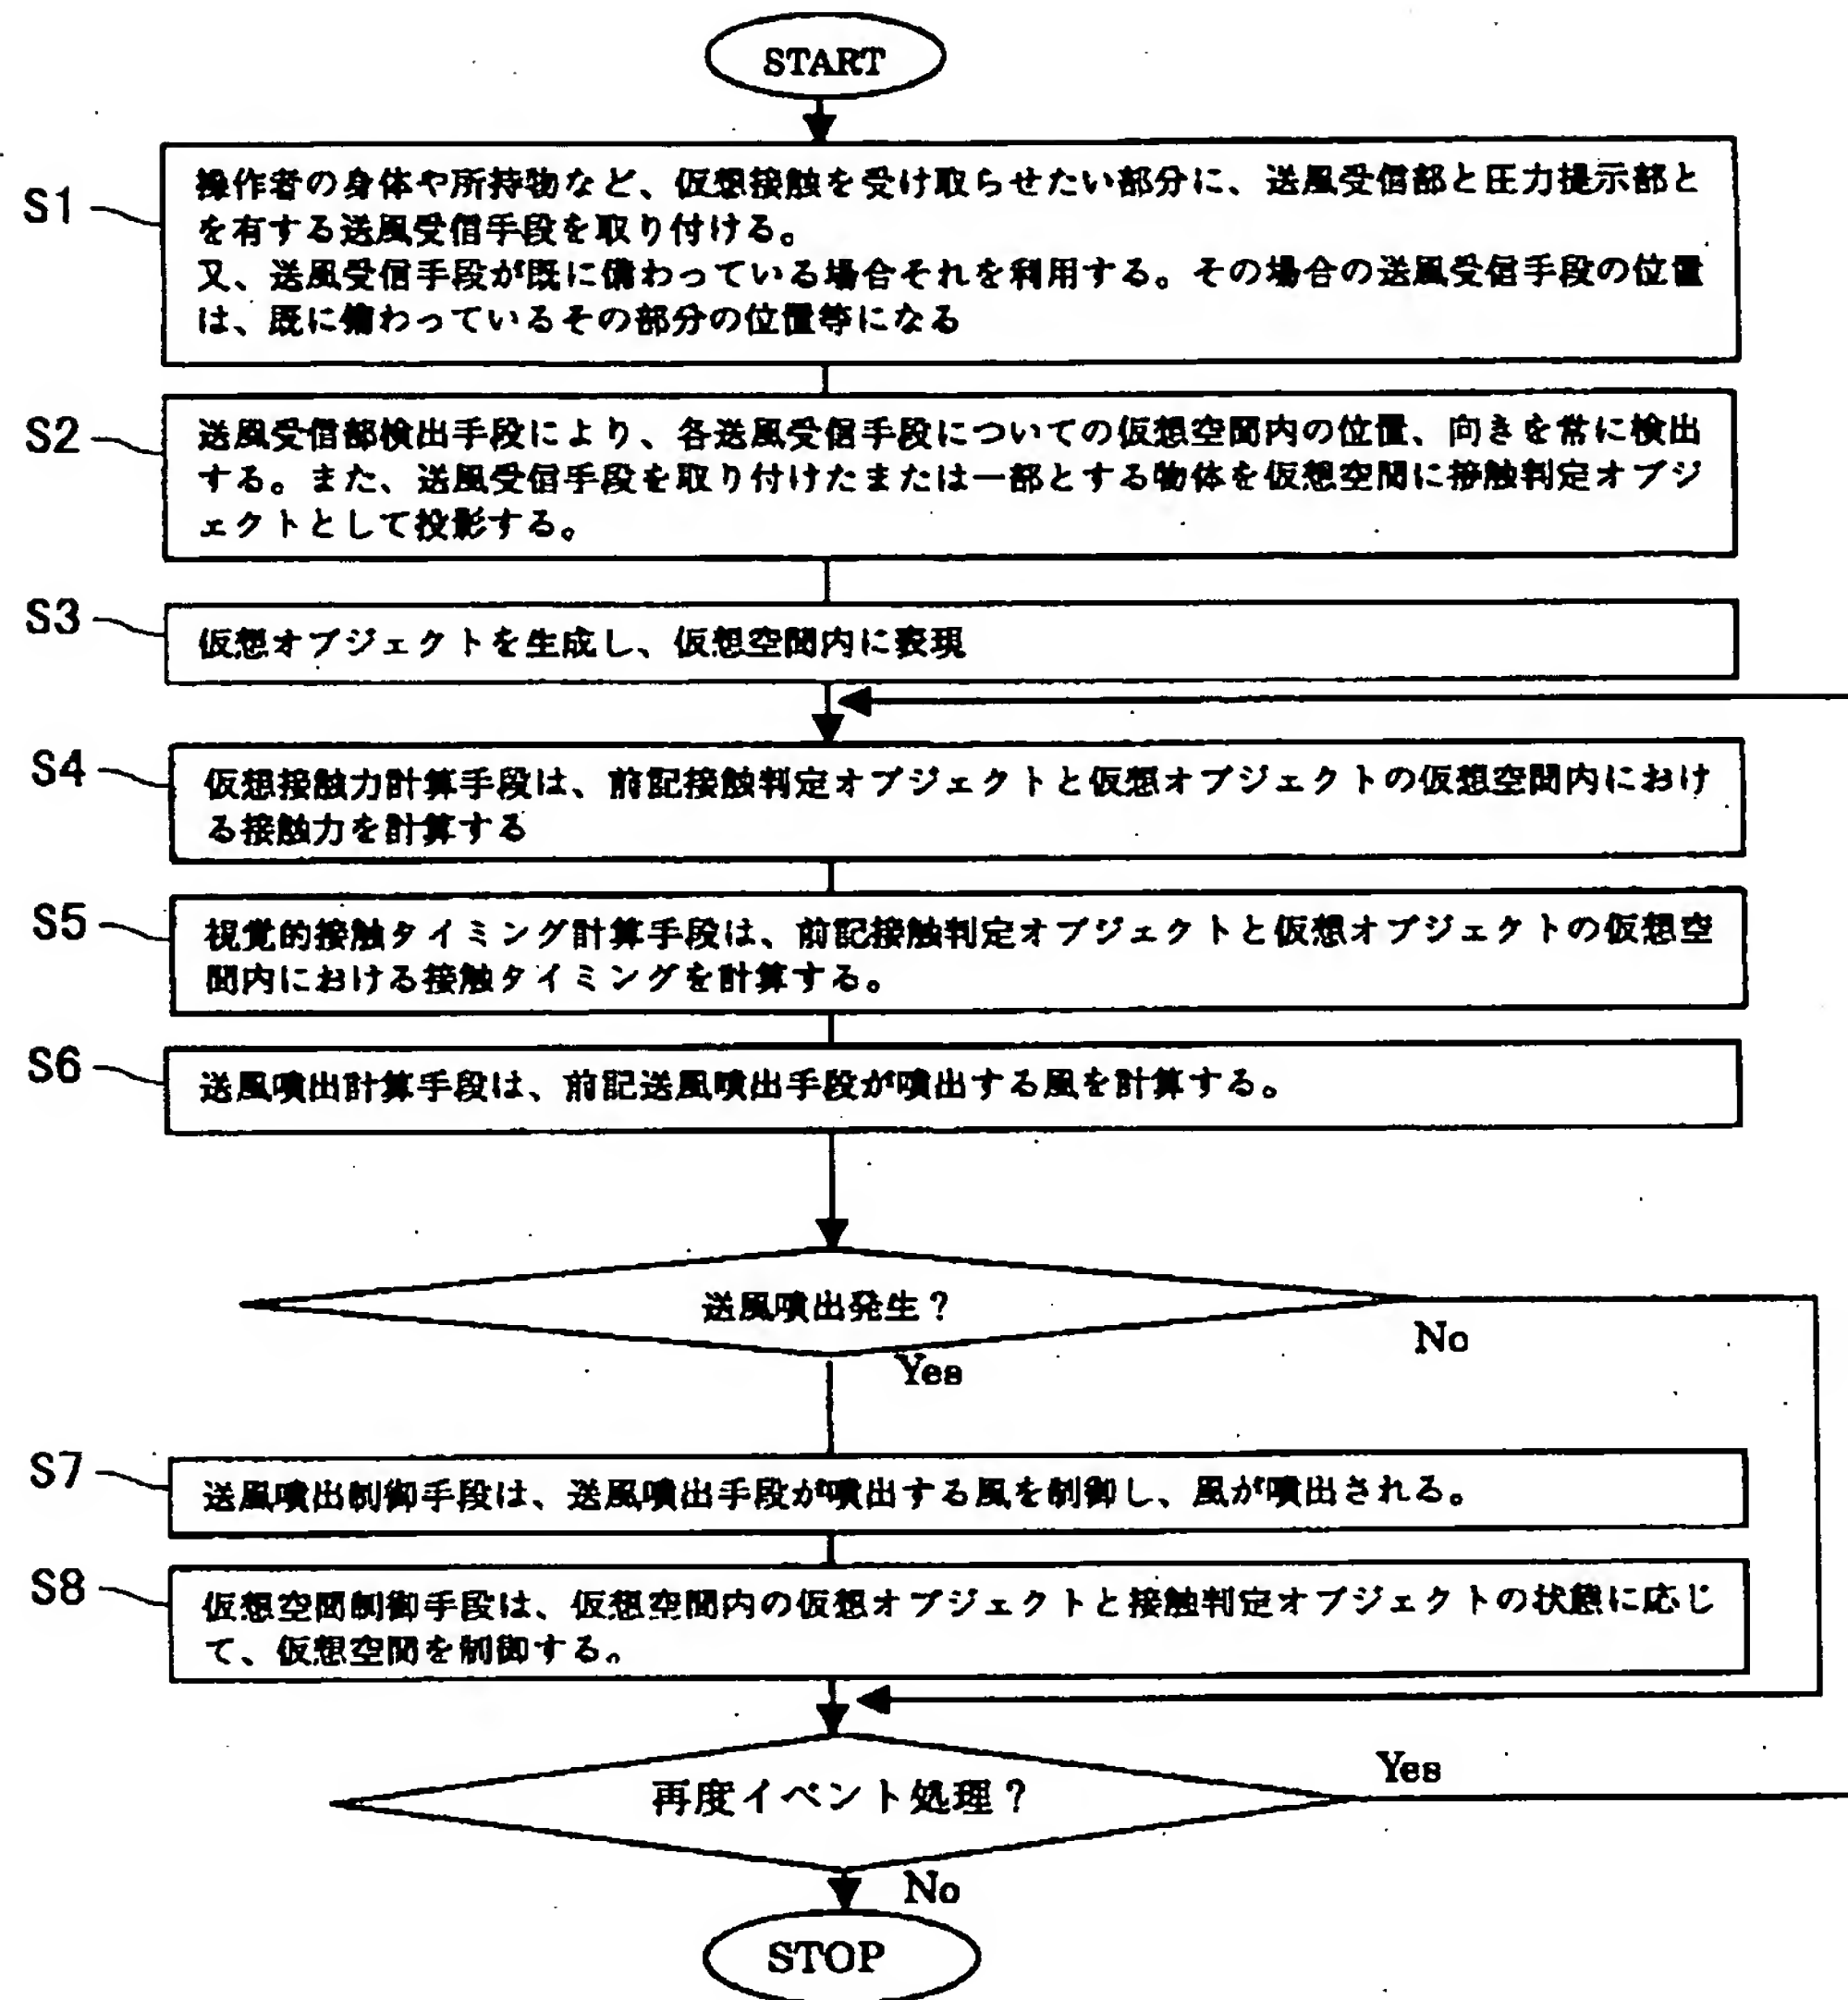 START
S1
操作者の身体や所持物など、仮想接触を受け取らせたい部分に、送風受信部と圧力提示部と
を有する送風受信手段を取り付ける。
又、送風受信手段が既に備わっている場合それを利用する。その場合の送風受信手段の位置
は、既に備わっているその部分の位置等になる
S2
送風受信部検出手段により、各送風受信手段についての仮想空間内の位置、向きを常に検出
する。また、送風受信手段を取り付けたまたは一部とする物体を仮想空間に接触判定オブジ
ェクトとして投影する。
S3
仮想オブジェクトを生成し、仮想空間内に表現
S4
仮想接触力計算手段は、前記接触判定オブジェクトと仮想オブジェクトの仮想空間内におけ
る接触力を計算する
S5
視覚的接触タイミング計算手段は、前記接触判定オブジェクトと仮想オブジェクトの仮想空
間内における接触タイミングを計算する。
S6
送風噴出計算手段は、前記送風噴出手段が噴出する風を計算する。
送風噴出発生？
No
Yes
S7
送風噴出制御手段は、送風噴出手段が噴出する風を制御し、風が噴出される。
S8
仮想空間制御手段は、仮想空間内の仮想オブジェクトと接触判定オブジェクトの状態に応じ
て、仮想空間を制御する。
再度イベント処理？
Yes
No
STOP